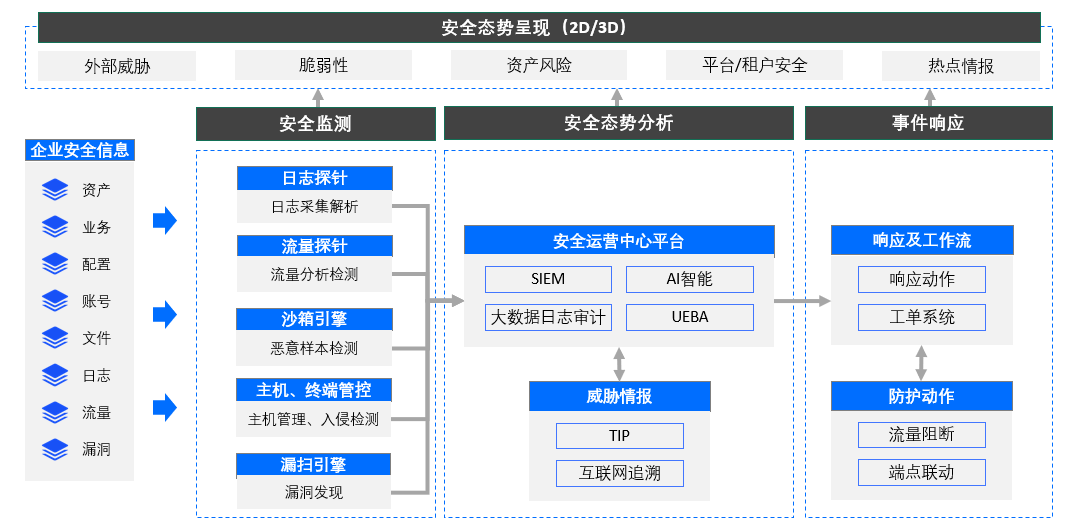 安全态势呈现（2D/3D）
外部威胁
脆弱性
资产风险
平台/租户安全
热点情报
企业安全信息
资产
业务
配置
账号
文件
日志
流量
漏洞
安全监测
日志探针
日志采集解析
流量探针
流量分析检测
沙箱引擎
恶意样本检测
主机、终端管控
主机管理、入侵检测
漏扫引擎
漏洞发现
安全态势分析
安全运营中心平台
SIEM
AI智能
大数据日志审计
UEBA
威胁情报
TIP
互联网追溯
事件响应
响应及工作流
响应动作
工单系统
防护动作
流量阻断
端点联动